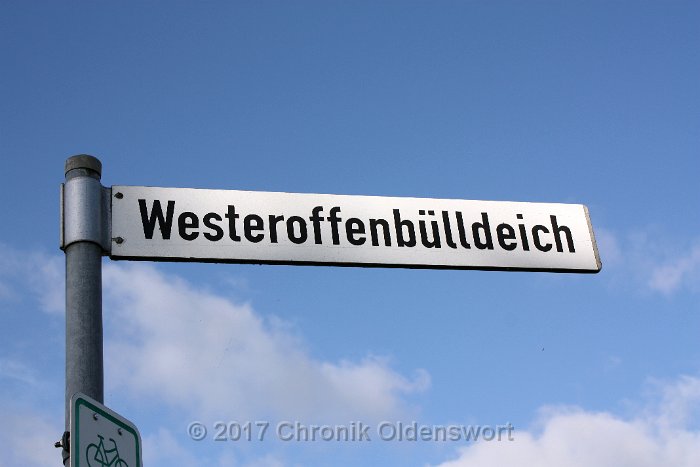 Westeroffenbülldeich
© 2017 Chronik Oldenswort